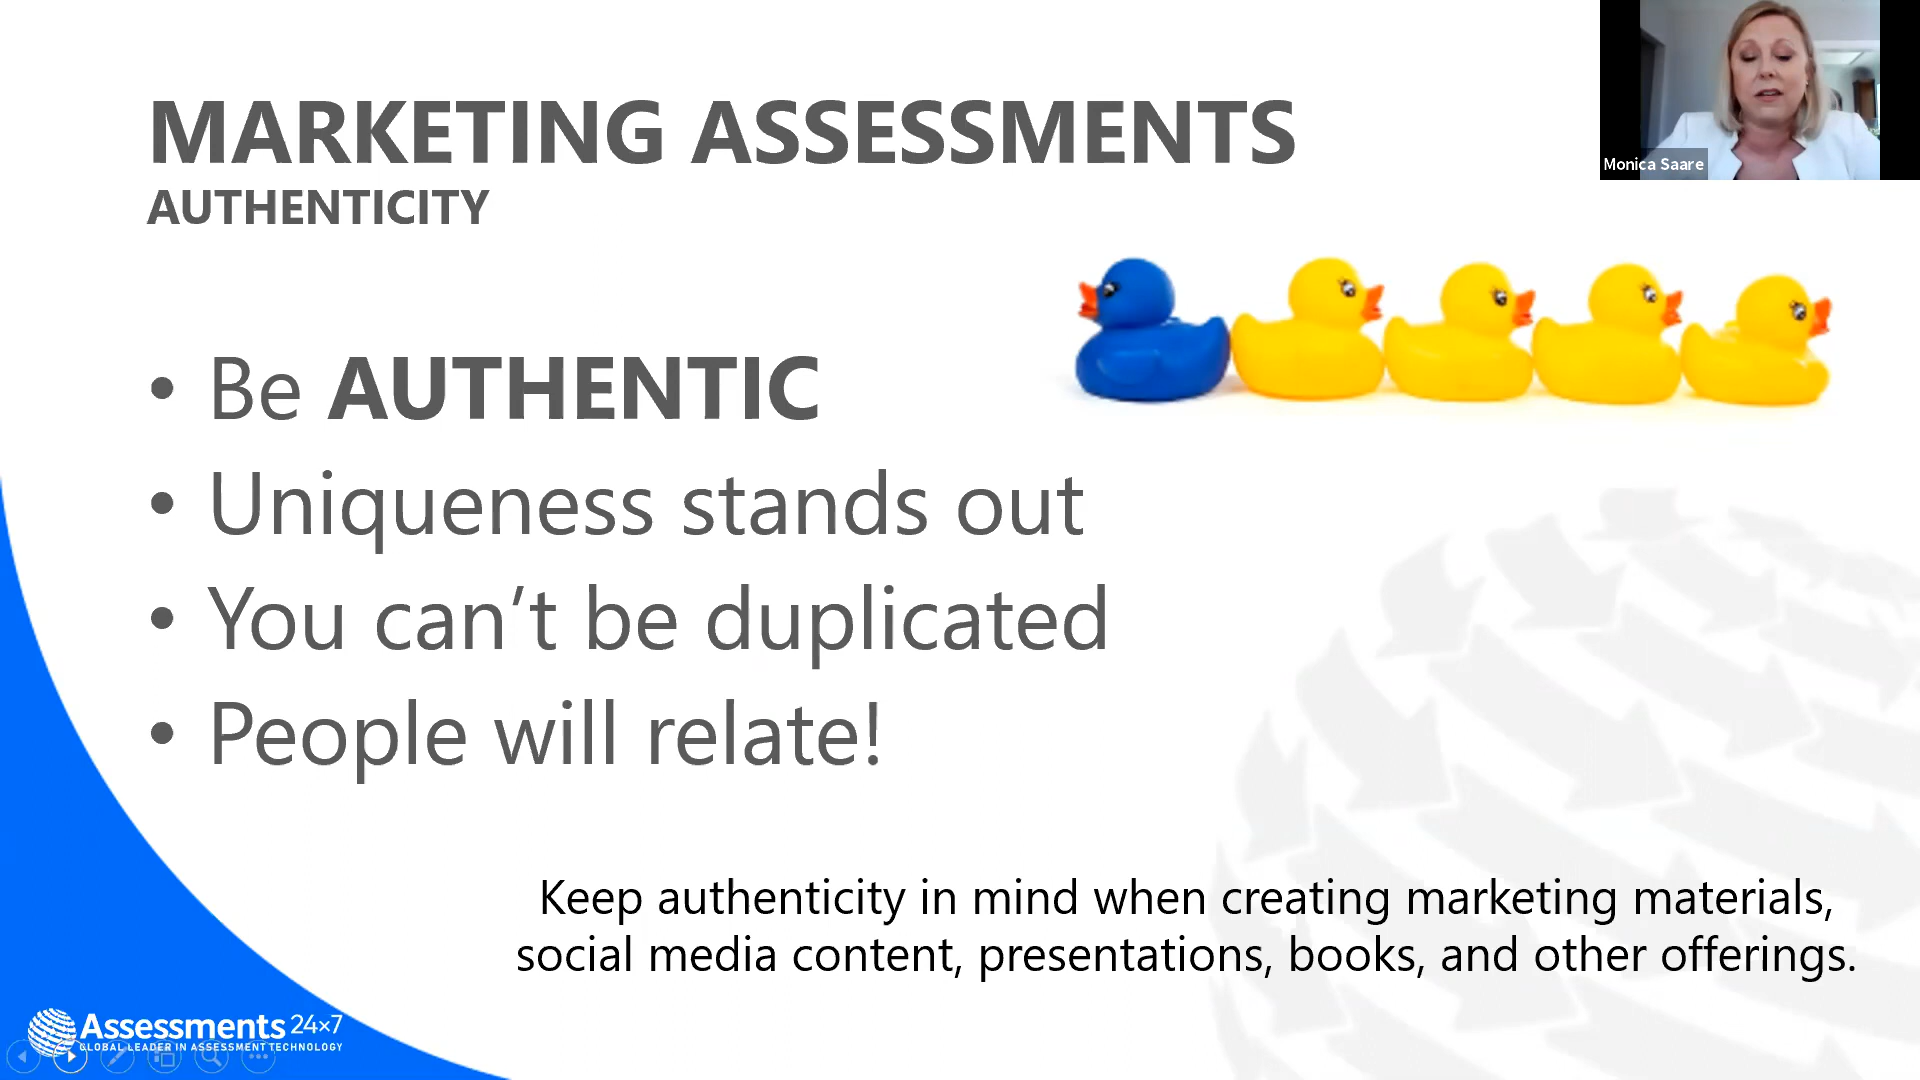 MARKETING ASSESSMENTS
AUTHENTICITY
Monica Saare
• Be AUTHENTIC
• Uniqueness stands out
• You can’t be duplicated
• People will relate!
Keep authenticity in mind when creating marketing materials,
social media content, presentations, books, and other offerings.
Assessments 24×7
GLOBAL LEADER IN ASSESSMENT TECHNOLOGY